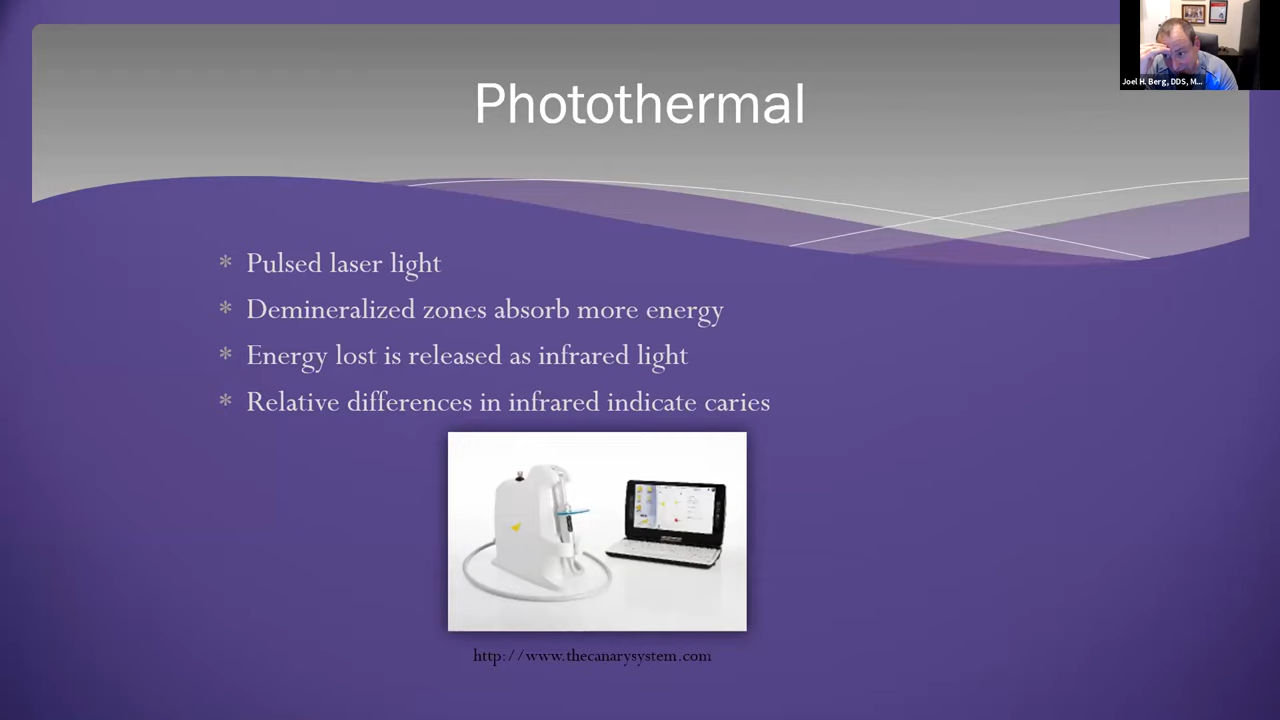 Photothermal
Joel H. Berg, DDS, M...
* Pulsed laser light
* Demineralized zones absorb more energy
* Energy lost is released as infrared light
* Relative differences in infrared indicate caries
http://www.thecanarysystem.com